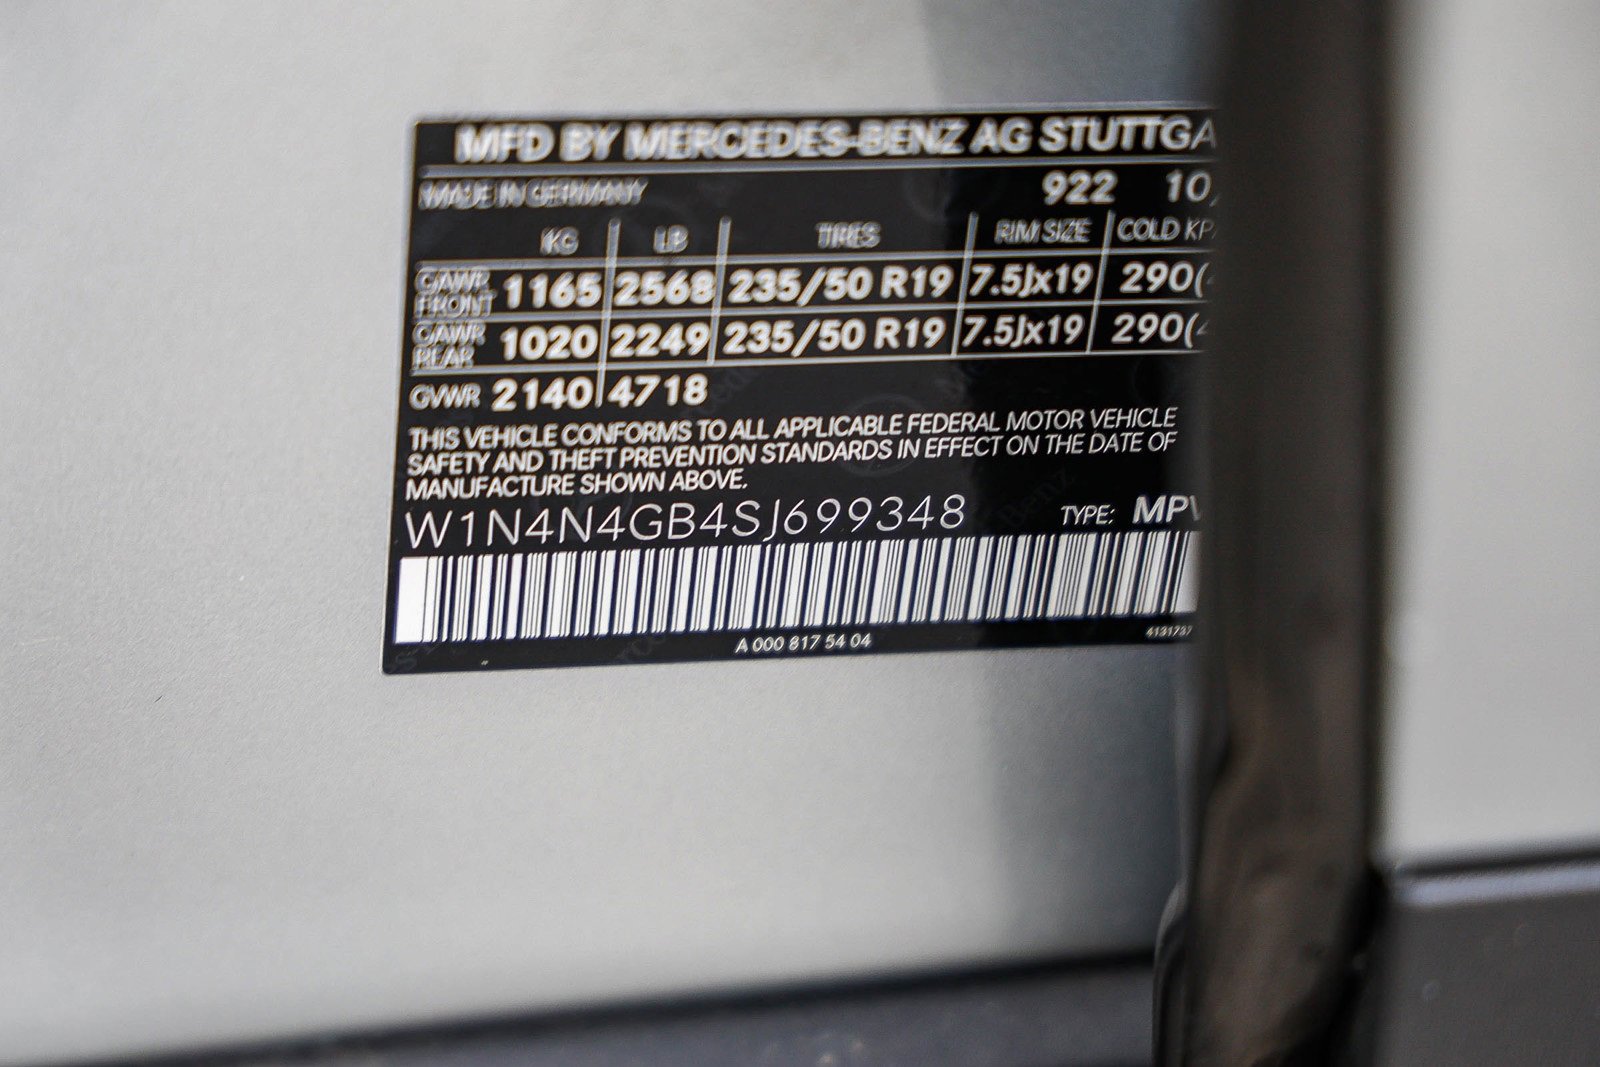 MFD BY MERCEDES-BENZ AG STUTTGA
MADE IN GERMANY 922 10/
KG LB TIRES RIM SIZE COLD KP
GAWR FRONT 1165 2568 235/50 R19 7.5Jx19 290(
GAWR REAR 1020 2249 235/50 R19 7.5Jx19 290(4
GVWR 2140 4718
THIS VEHICLE CONFORMS TO ALL APPLICABLE FEDERAL MOTOR VEHICLE
SAFETY AND THEFT PREVENTION STANDARDS IN EFFECT ON THE DATE OF
MANUFACTURE SHOWN ABOVE.
W1N4N4GB4SJ699348 TYPE: MPV
A 000 817 54 04 4131737